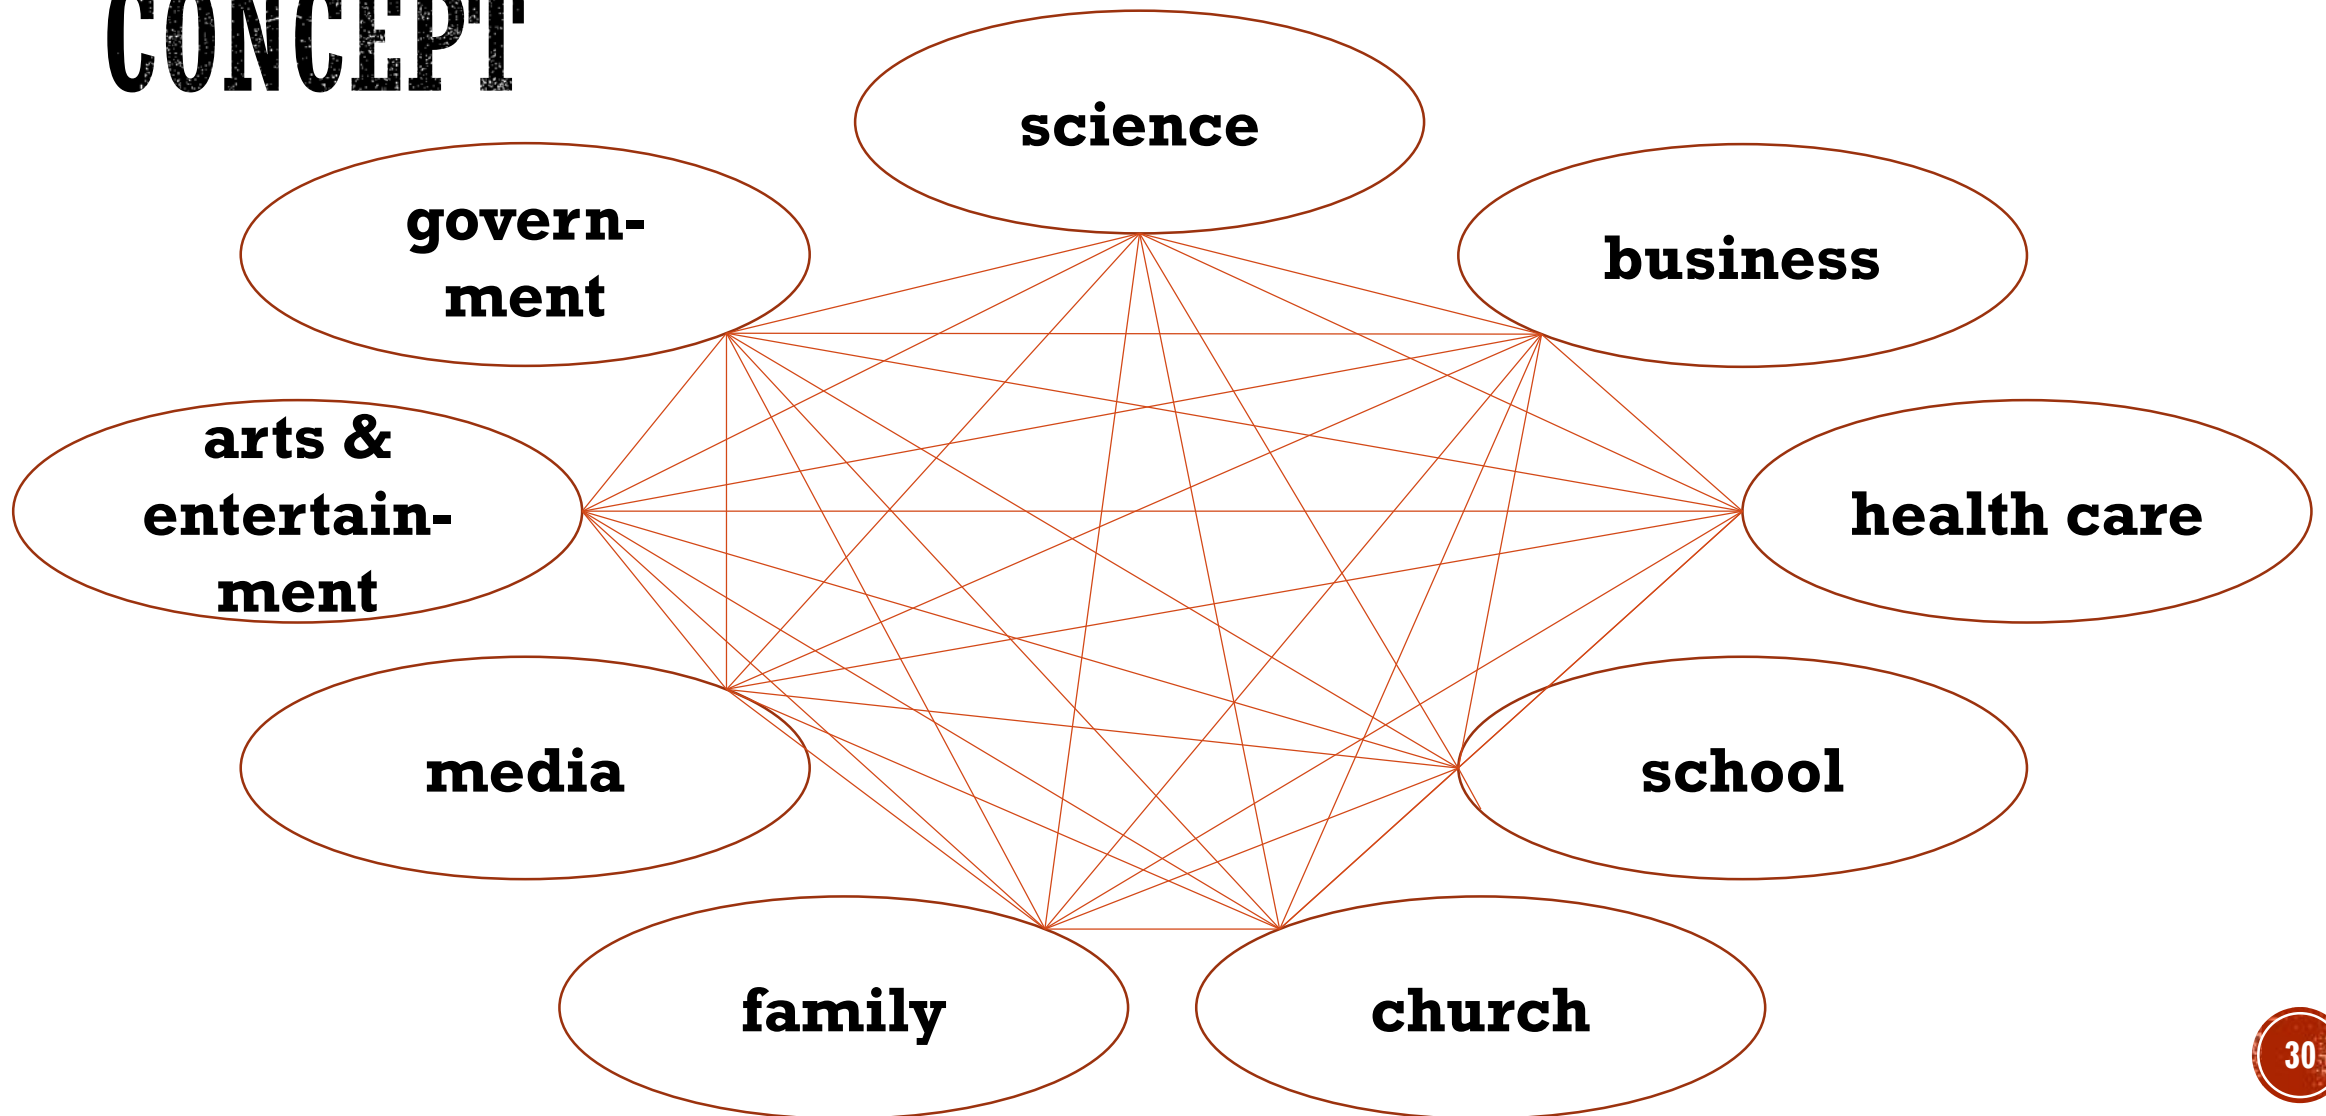 CONCEPT
science
govern-
ment
business
arts &
entertain-
ment
health care
media
school
family
church
30